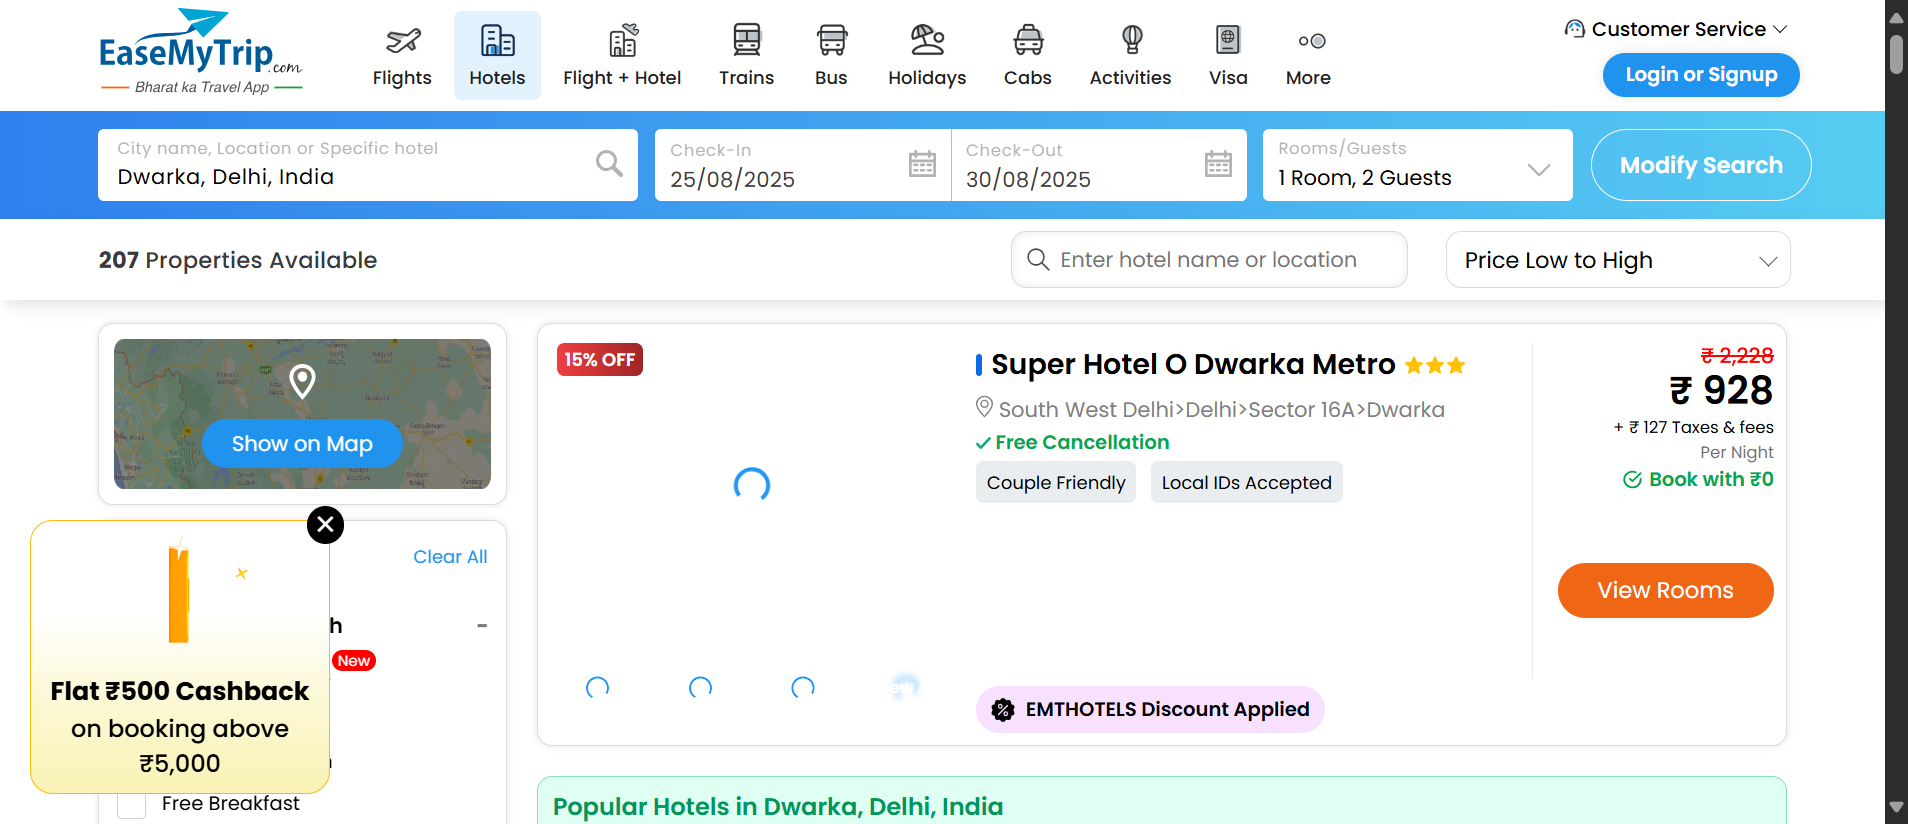 EaseMyTrip.com
Bharat ka Travel App
Flights
Hotels
Flight + Hotel
Trains
Bus
Holidays
Cabs
Activities
Visa
More
Customer Service
Login or Signup
City name, Location or Specific hotel
Dwarka, Delhi, India
Check-In
25/08/2025
Check-Out
30/08/2025
Rooms/Guests
1 Room, 2 Guests
Modify Search
207 Properties Available
Enter hotel name or location
Price Low to High
Show on Map
Clear All
New
Flat ₹500 Cashback
on booking above
₹5,000
Free Breakfast
15% OFF
Super Hotel O Dwarka Metro
South West Delhi>Delhi>Sector 16A>Dwarka
Free Cancellation
Couple Friendly
Local IDs Accepted
EMTHOTELS Discount Applied
₹ 2,228
₹ 928
+ ₹ 127 Taxes & fees
Per Night
Book with ₹0
View Rooms
Popular Hotels in Dwarka, Delhi, India